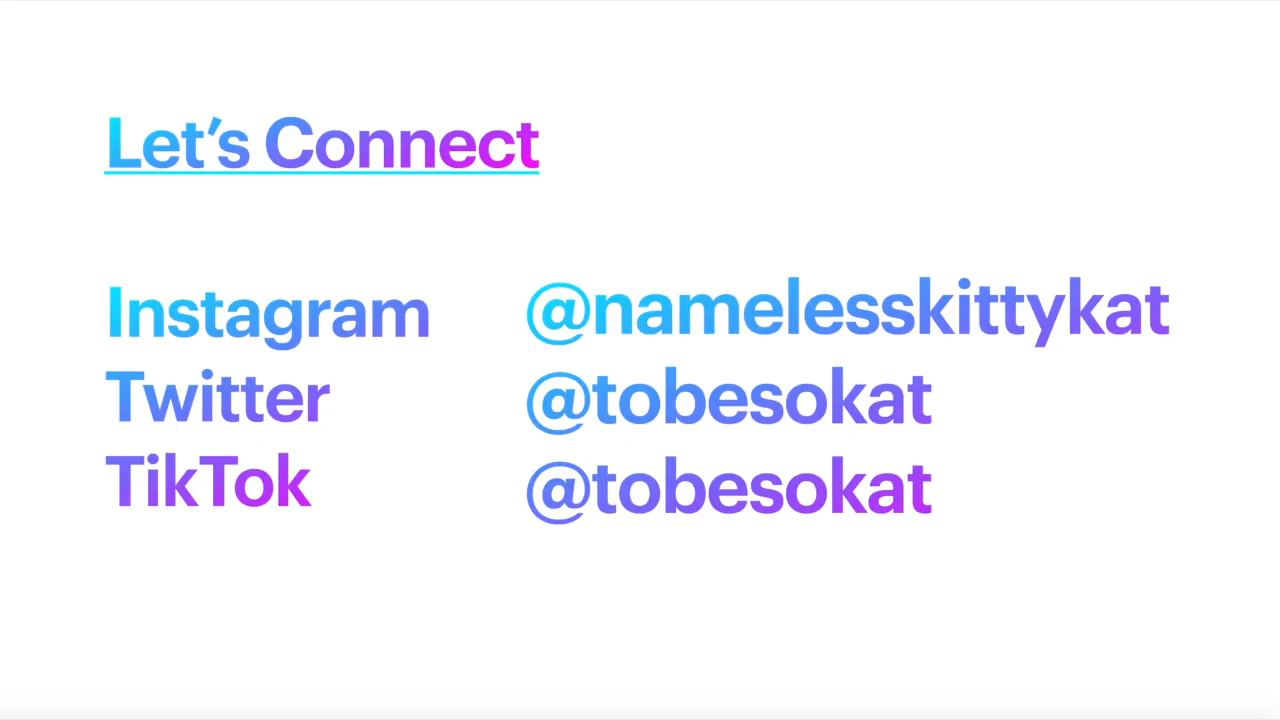 Let’s Connect
Instagram @namelesskittykat
Twitter @tobesokat
TikTok @tobesokat